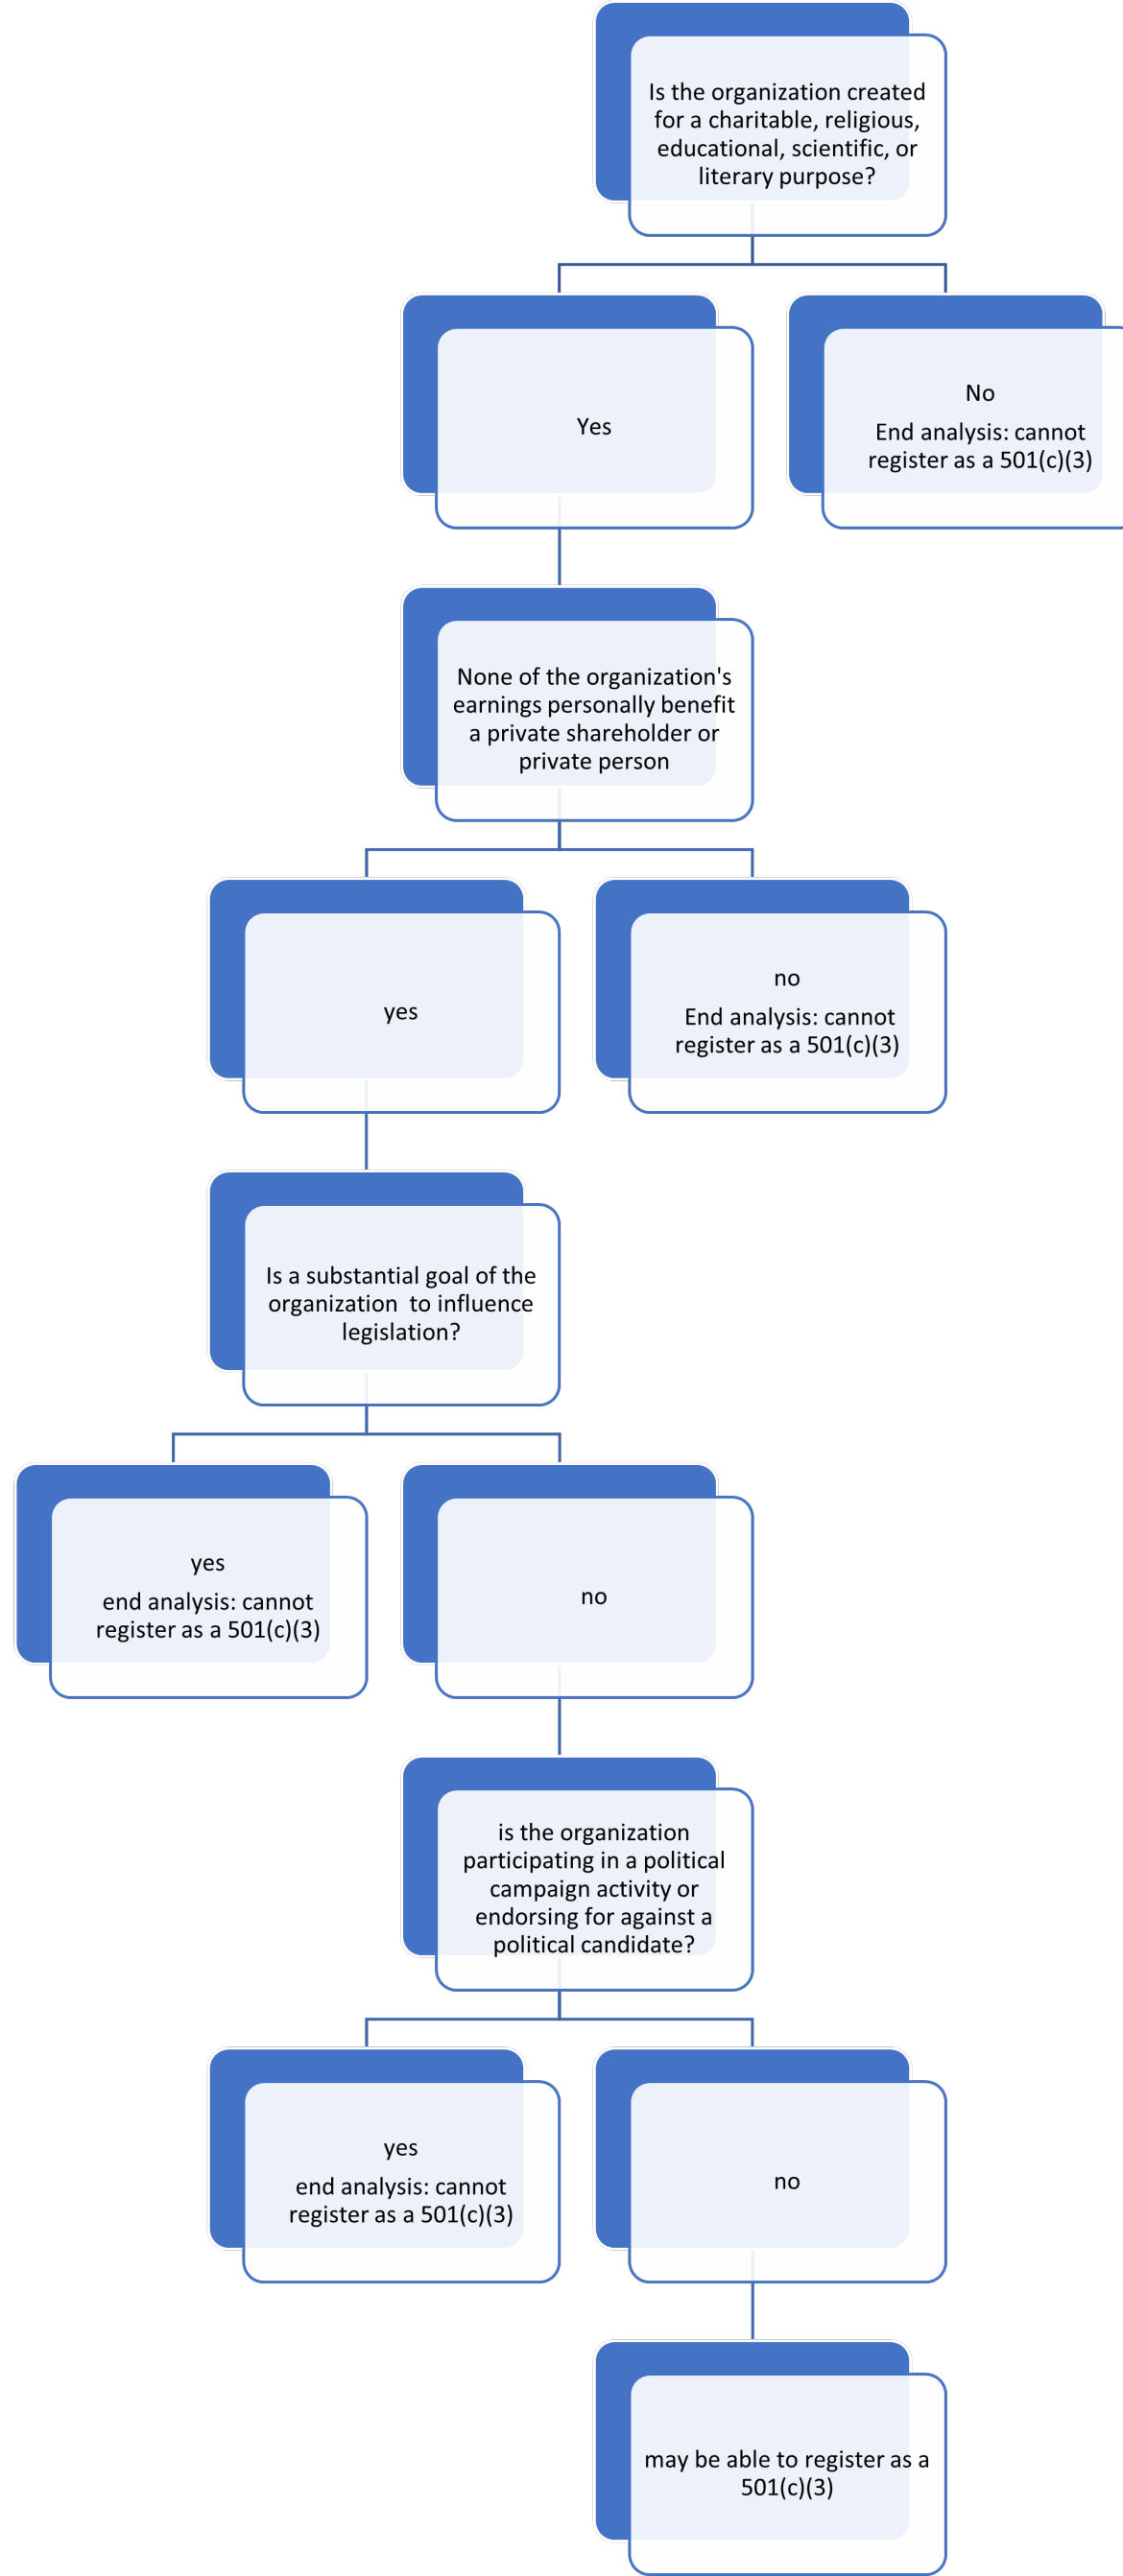 Is the organization created
for a charitable, religious,
educational, scientific, or
literary purpose?
Yes
No
End analysis: cannot
register as a 501(c)(3)
None of the organization's
earnings personally benefit
a private shareholder or
private person
yes
no
End analysis: cannot
register as a 501(c)(3)
Is a substantial goal of the
organization  to influence
legislation?
yes
end analysis: cannot
register as a 501(c)(3)
no
is the organization
participating in a political
campaign activity or
endorsing for against a
political candidate?
yes
end analysis: cannot
register as a 501(c)(3)
no
may be able to register as a
501(c)(3)